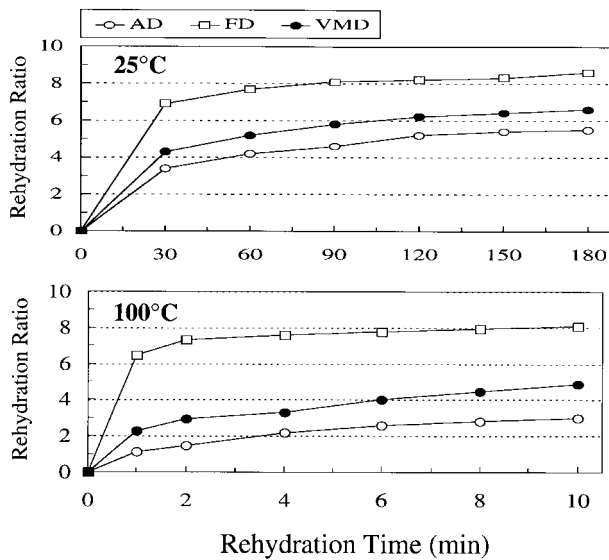 AD FD VMD
Rehydration Ratio
25°C
10
8
6
4
2
0
0 30 60 90 120 150 180
Rehydration Ratio
100°C
10
8
6
4
2
0
0 2 4 6 8 10
Rehydration Time (min)